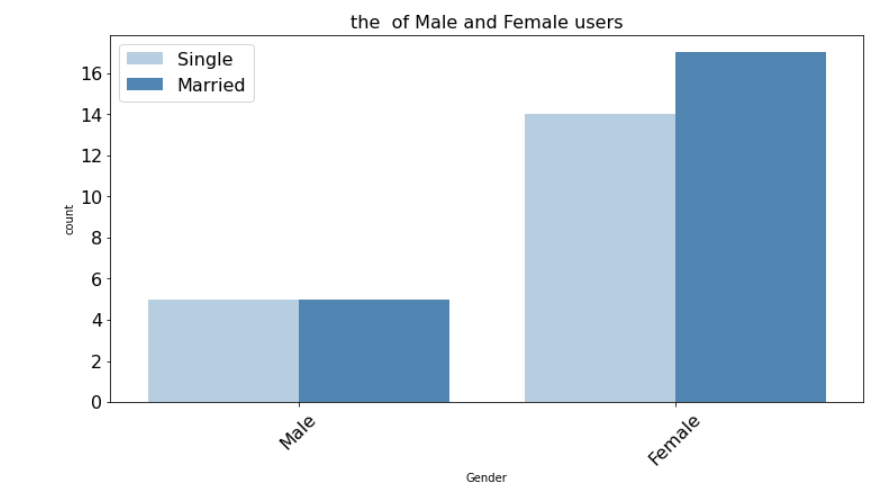 the  of Male and Female users
Single
Married
16
14
12
10
8
6
4
2
0
count
Male
Female
Gender